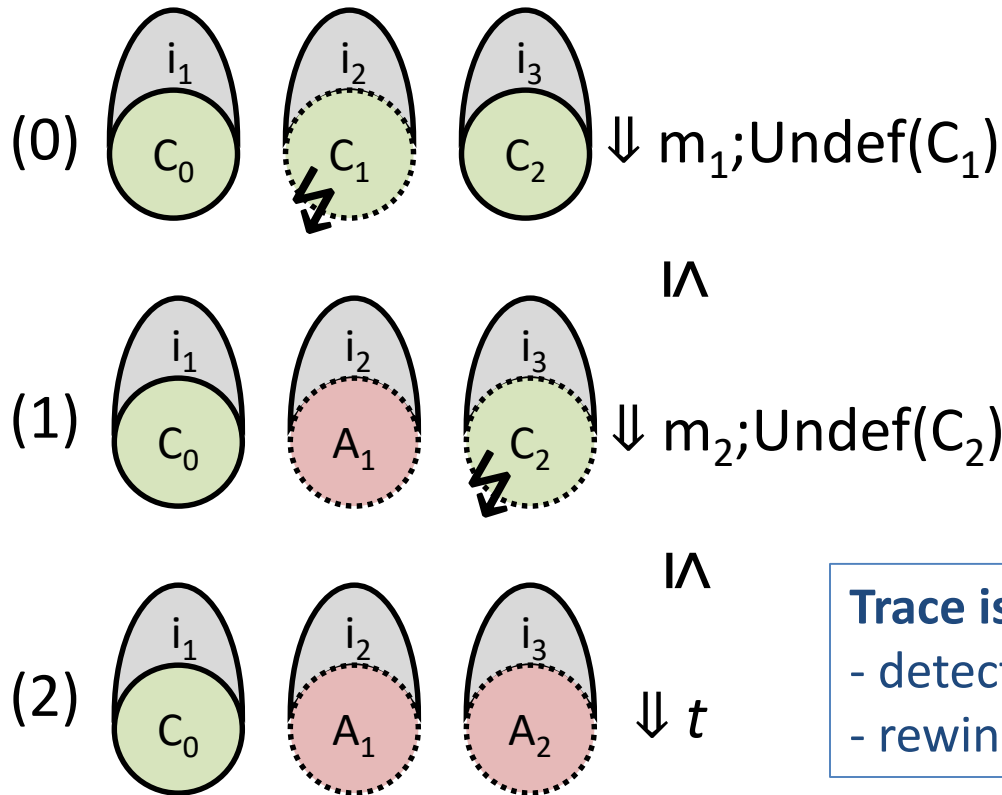 i₁ i₂ i₃
(0) C₀ C₁ C₂ ⇓ m₁;Undef(C₁)
≤
i₁ i₂ i₃
(1) C₀ A₁ C₂ ⇓ m₂;Undef(C₂)
≤
i₁ i₂ i₃
(2) C₀ A₁ A₂ ⇓ t
Trace is
- detect
- rewin